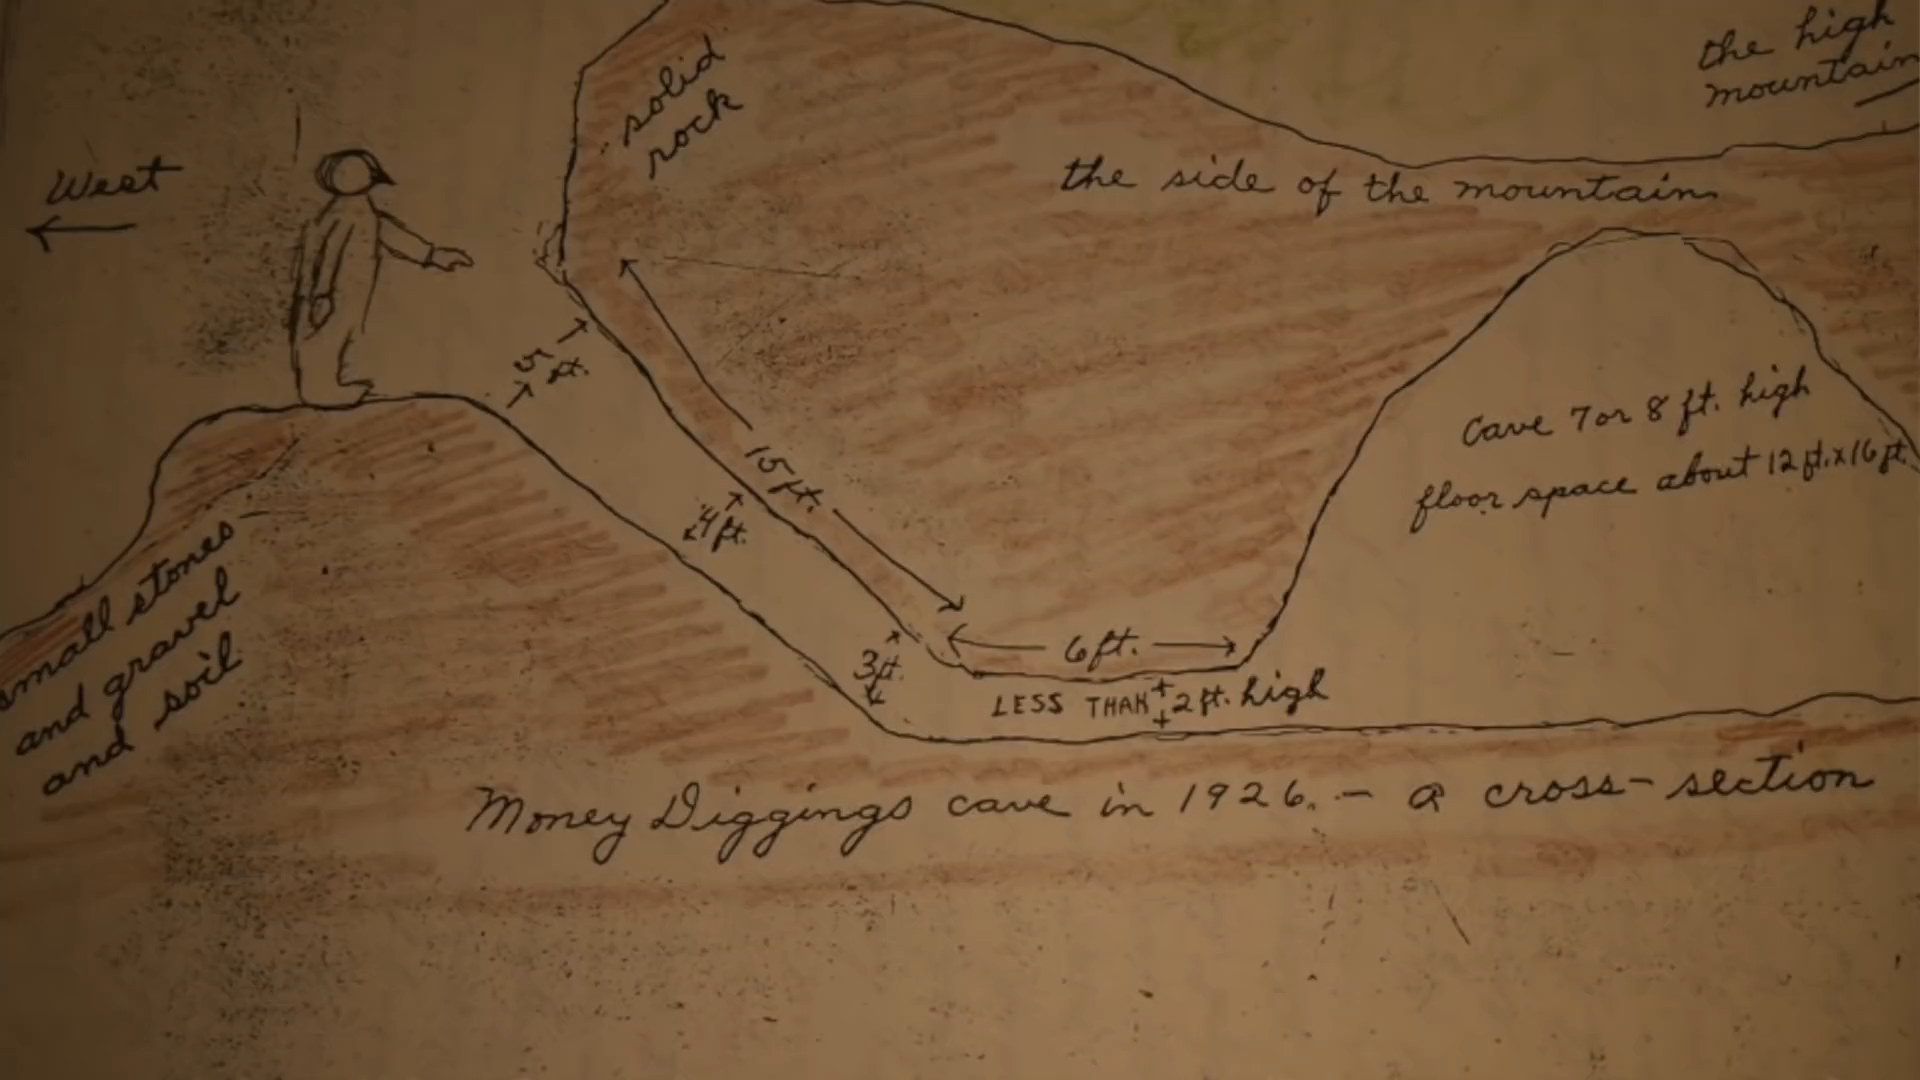 the high
mountain
solid
rock
West
the side of the mountain
5 ft.
15 ft.
4 ft.
Cave 7 or 8 ft. high
floor space about 12 ft. x 16 ft.
small stones
and gravel
and soil
3 ft.
6 ft.
LESS THAN 2 ft. high
Money Diggings cave in 1926. - a cross-section